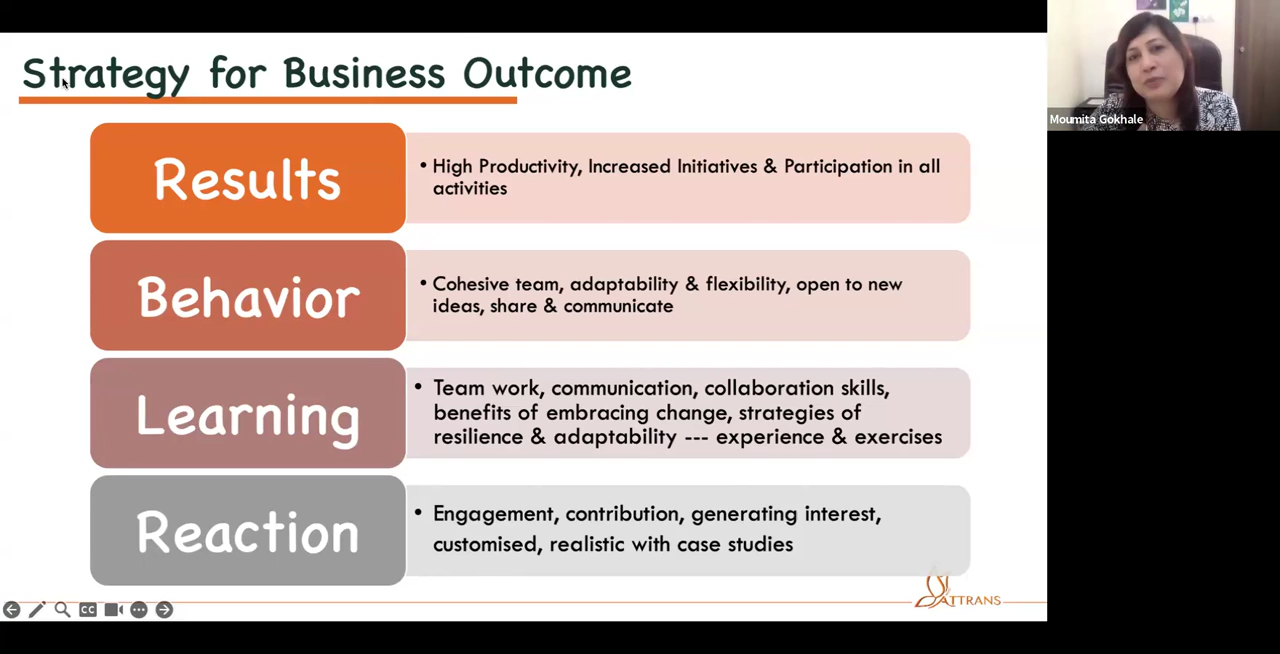 Strategy for Business Outcome
Moumita Gokhale
Results
• High Productivity, Increased Initiatives & Participation in all
activities
Behavior
• Cohesive team, adaptability & flexibility, open to new
ideas, share & communicate
Learning
• Team work, communication, collaboration skills,
benefits of embracing change, strategies of
resilience & adaptability --- experience & exercises
Reaction
• Engagement, contribution, generating interest,
customised, realistic with case studies
CC
ATTRANS